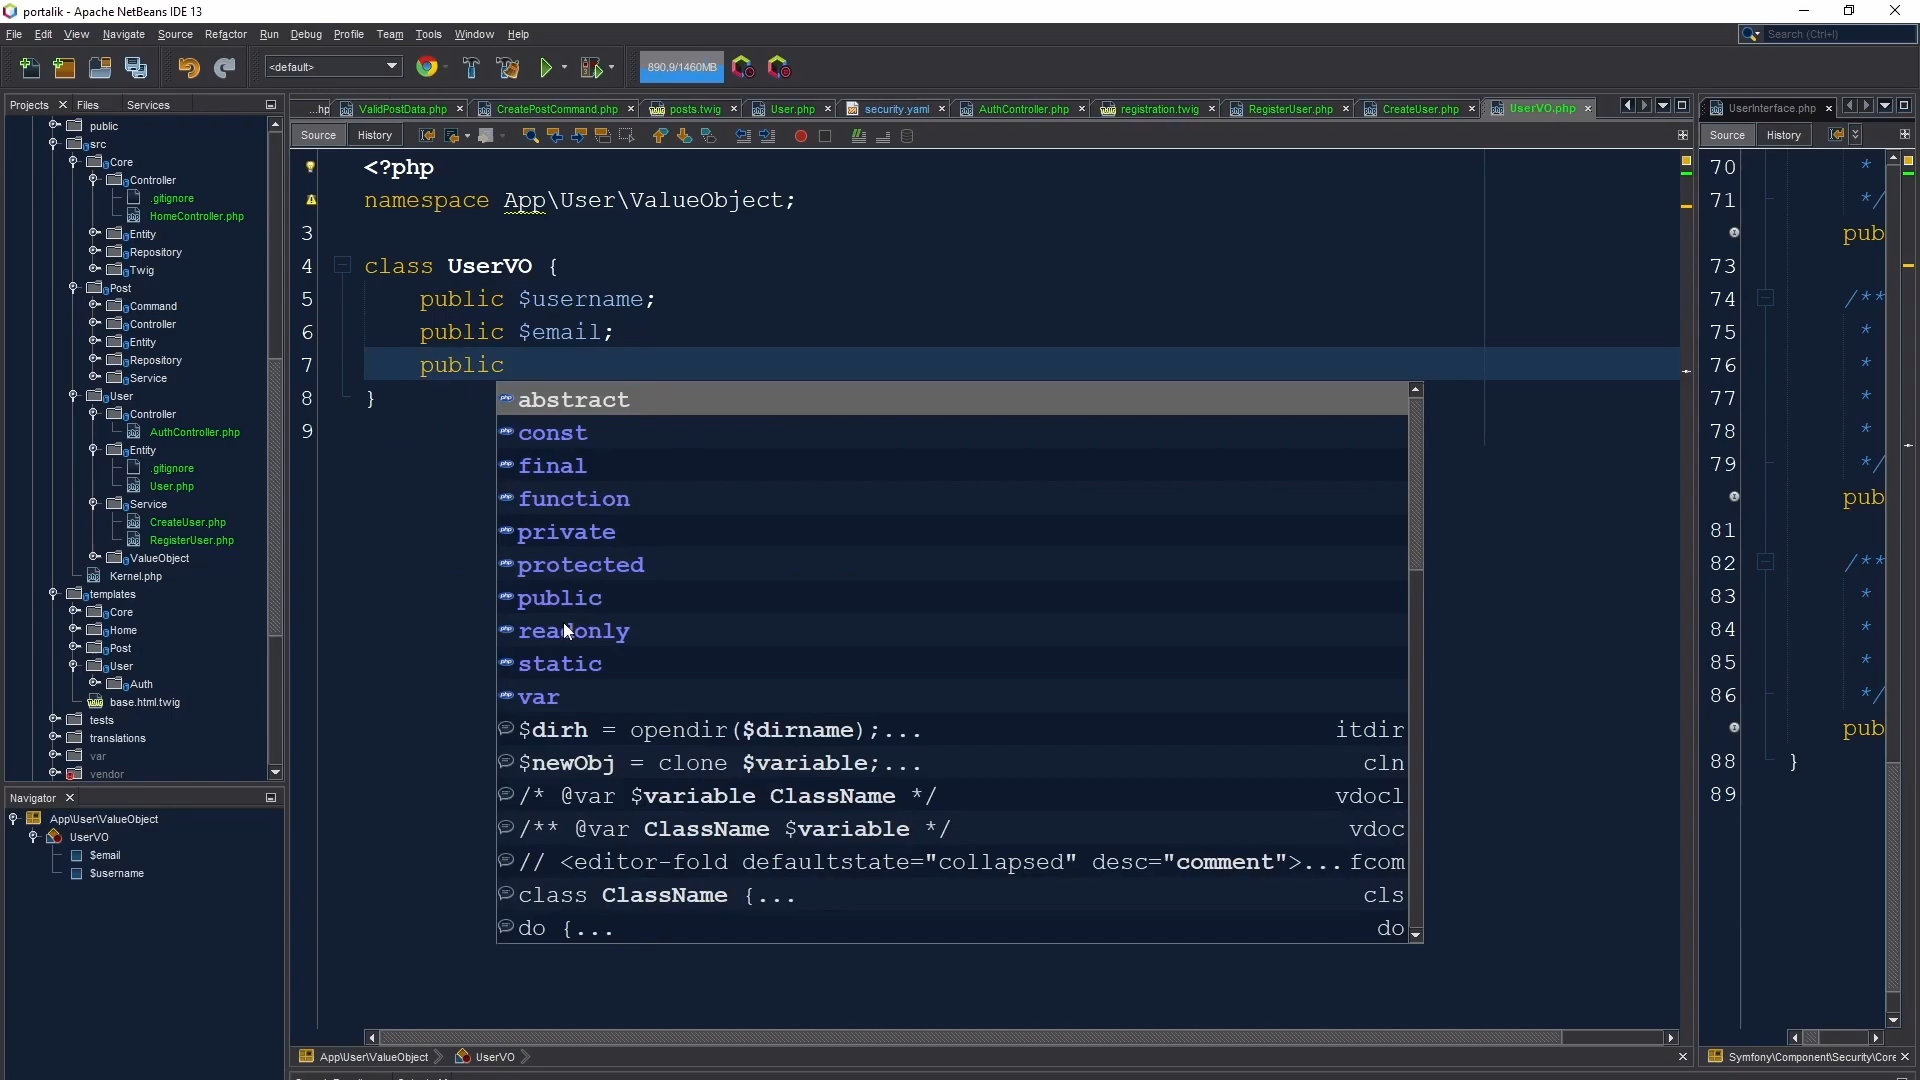 portalik - Apache NetBeans IDE 13
File Edit View Navigate Source Refactor Run Debug Profile Team Tools Window Help
Search (Ctrl+I)
<default>
890,9/1460MB
Projects Files Services
...hp ValidPostData.php CreatePostCommand.php posts.twig User.php security.yaml AuthController.php registration.twig RegisterUser.php CreateUser.php UserVO.php
UserInterface.php
Source History
Source History
public
src
Core
Controller
.gitignore
HomeController.php
Entity
Repository
Twig
Post
Command
Controller
Entity
Repository
Service
User
Controller
AuthController.php
Entity
.gitignore
User.php
Service
CreateUser.php
RegisterUser.php
ValueObject
Kernel.php
templates
Core
Home
Post
User
Auth
base.html.twig
tests
translations
var
vendor
Navigator
App\User\ValueObject
UserVO
$email
$username
<?php
namespace App\User\ValueObject;
3
4 class UserVO {
5 public $username;
6 public $email;
7 public
8 }
9
abstract
const
final
function
private
protected
public
readonly
static
var
$dirh = opendir($dirname);... itdir
$newObj = clone $variable;... cln
/* @var $variable ClassName */ vdocl
/** @var ClassName $variable */ vdoc
// <editor-fold defaultstate="collapsed" desc="comment">... fcom
class ClassName {... cls
do {... do
70 *
71 */
pub
73
74 /**
75 *
76 *
77 *
78 *
79 */
pub
81
82 /**
83 *
84 *
85 *
86 */
pub
88 }
89
App\User\ValueObject UserVO
Symfony\Component\Security\Core